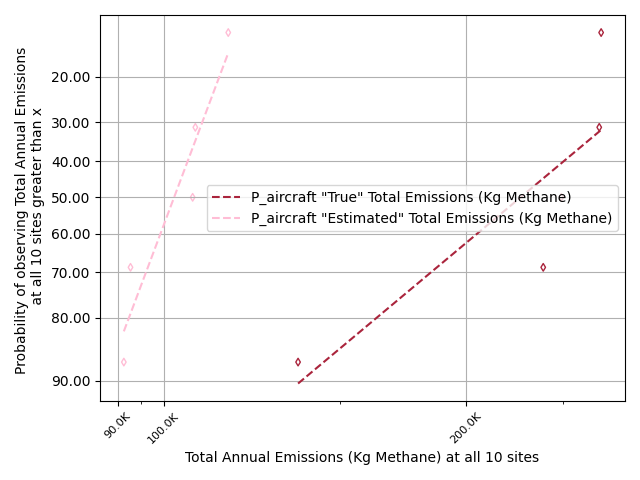 Probability of observing Total Annual Emissions
at all 10 sites greater than x
20.00
30.00
40.00
50.00
60.00
70.00
80.00
90.00
P_aircraft "True" Total Emissions (Kg Methane)
P_aircraft "Estimated" Total Emissions (Kg Methane)
90.0K
100.0K
200.0K
Total Annual Emissions (Kg Methane) at all 10 sites